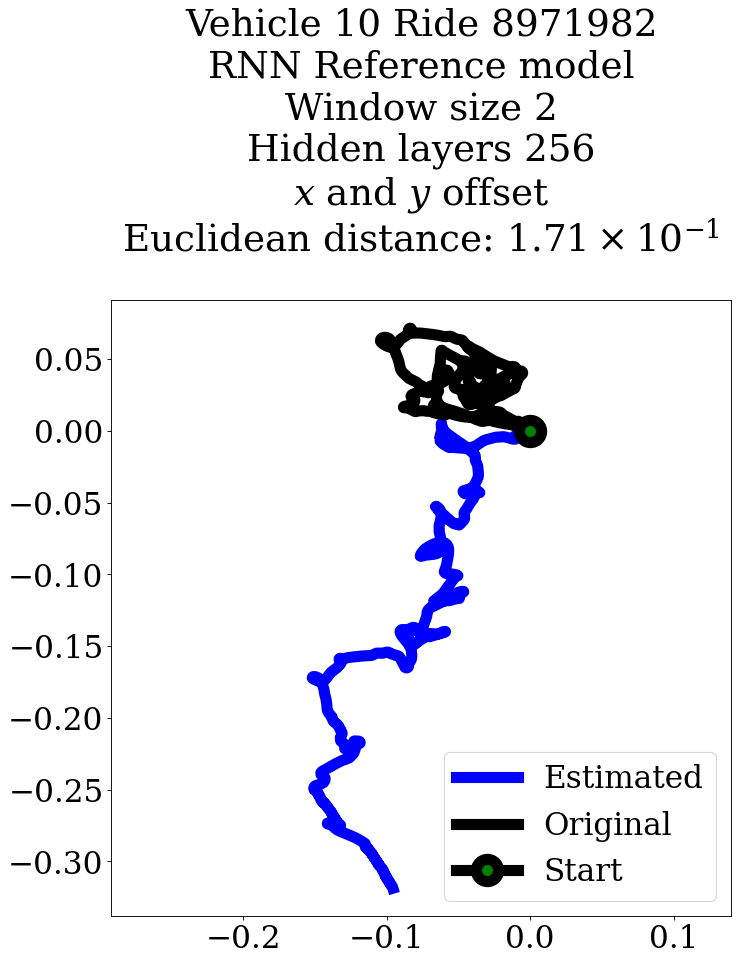 Vehicle 10 Ride 8971982
RNN Reference model
Window size 2
Hidden layers 256
x and y offset
Euclidean distance: 1.71 × 10⁻¹
0.05
0.00
−0.05
−0.10
−0.15
−0.20
−0.25
−0.30
Estimated
Original
Start
−0.2 −0.1 0.0 0.1